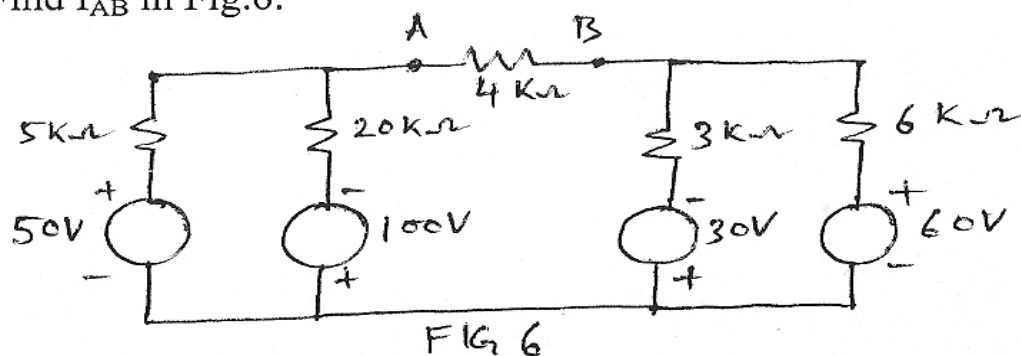 Find I_AB in Fig.6.
A B
4 KΩ
5KΩ 20KΩ 3KΩ 6 KΩ
+ - - +
50V 100V 30V 60V
- + + -
FIG 6